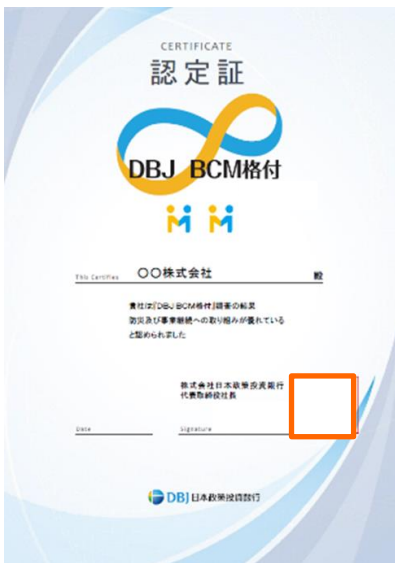 CERTIFICATE
認定証
DBJ BCM格付
This Certifies 〇〇株式会社 殿
貴社は「DBJ BCM格付」調査の結果
防災及び事業継続への取り組みが優れている
と認められました
株式会社日本政策投資銀行
代表取締役社長
Date Signature
DBJ 日本政策投資銀行